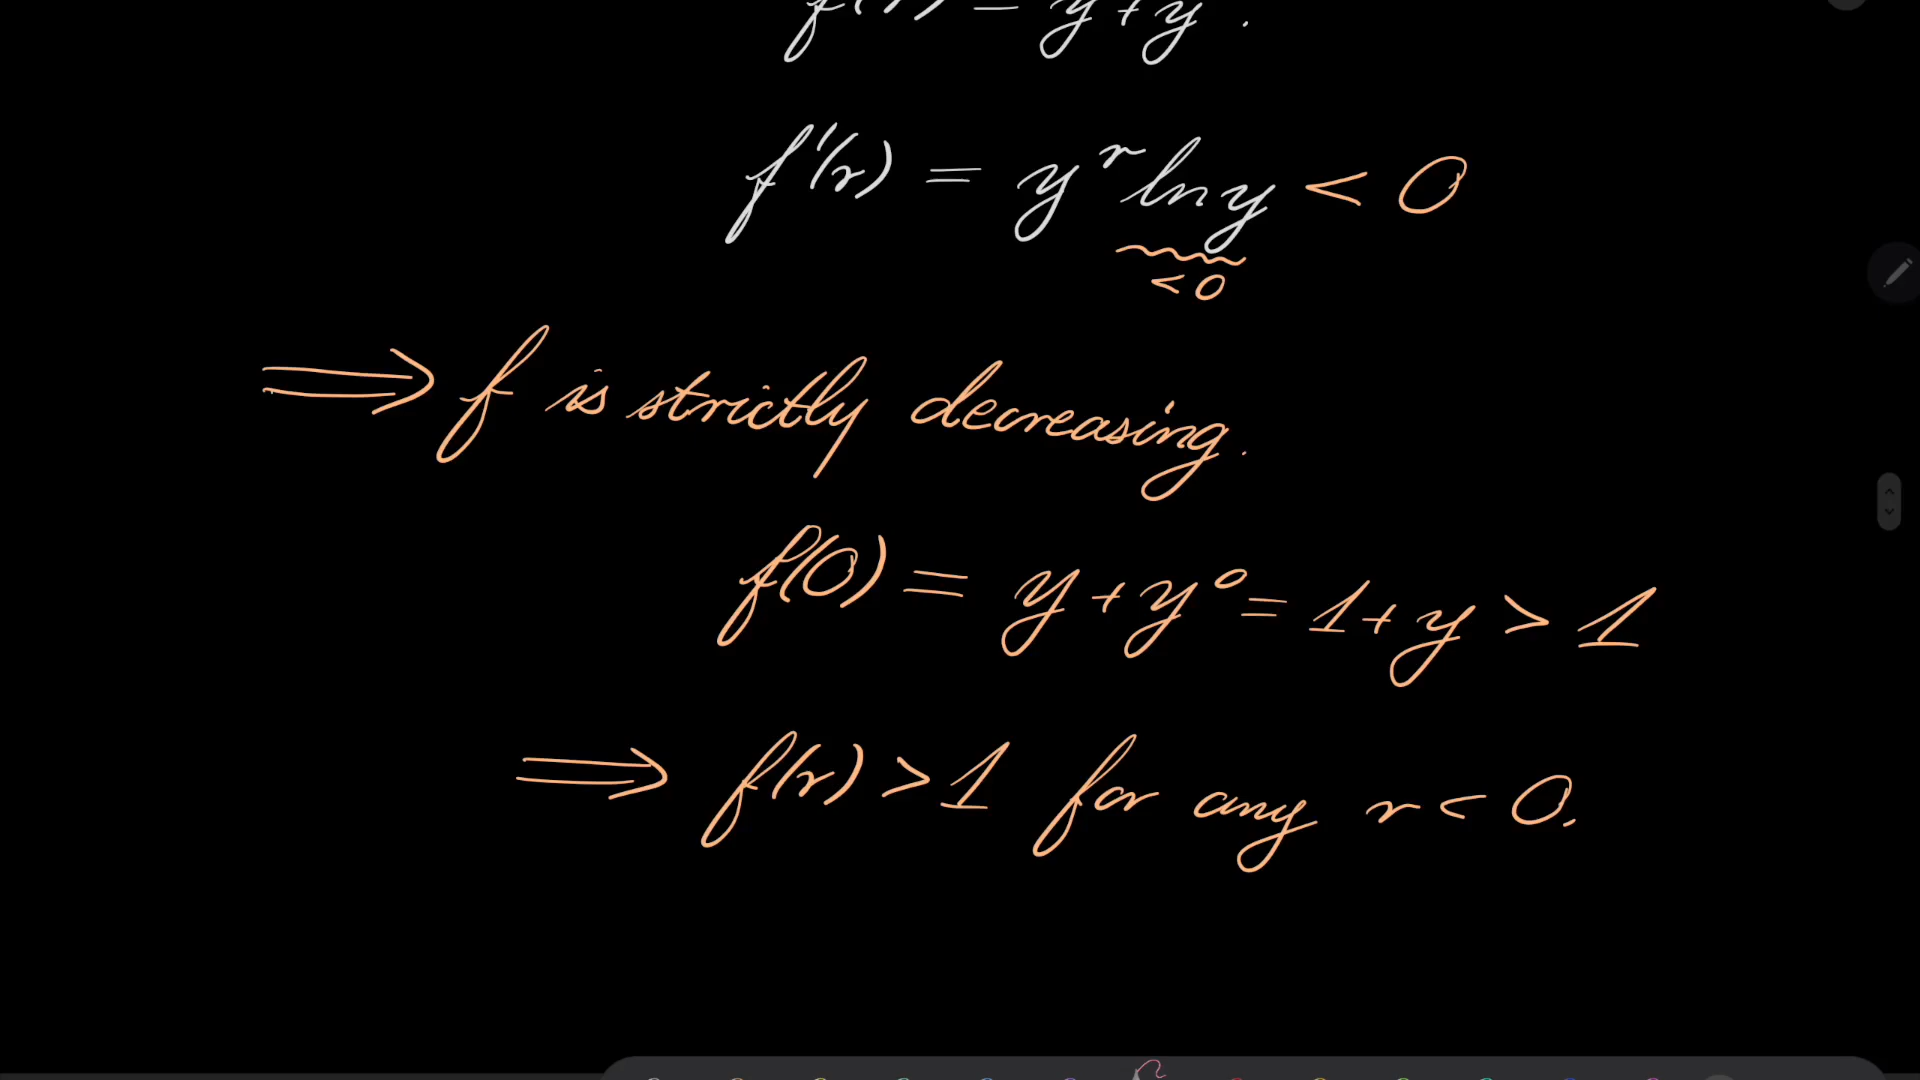 f(r) = y + y .
f'(r) = y^r ln y < 0
< 0
⟹ f is strictly decreasing.
f(0) = y + y^0 = 1 + y > 1
⟹ f(r) > 1 for any r < 0.